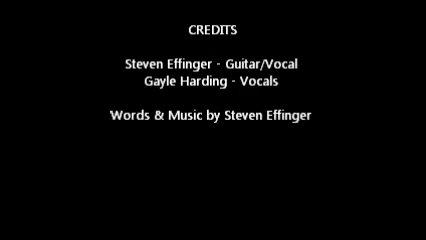 CREDITS
Steven Effinger - Guitar/Vocal
Gayle Harding - Vocals
Words & Music by Steven Effinger